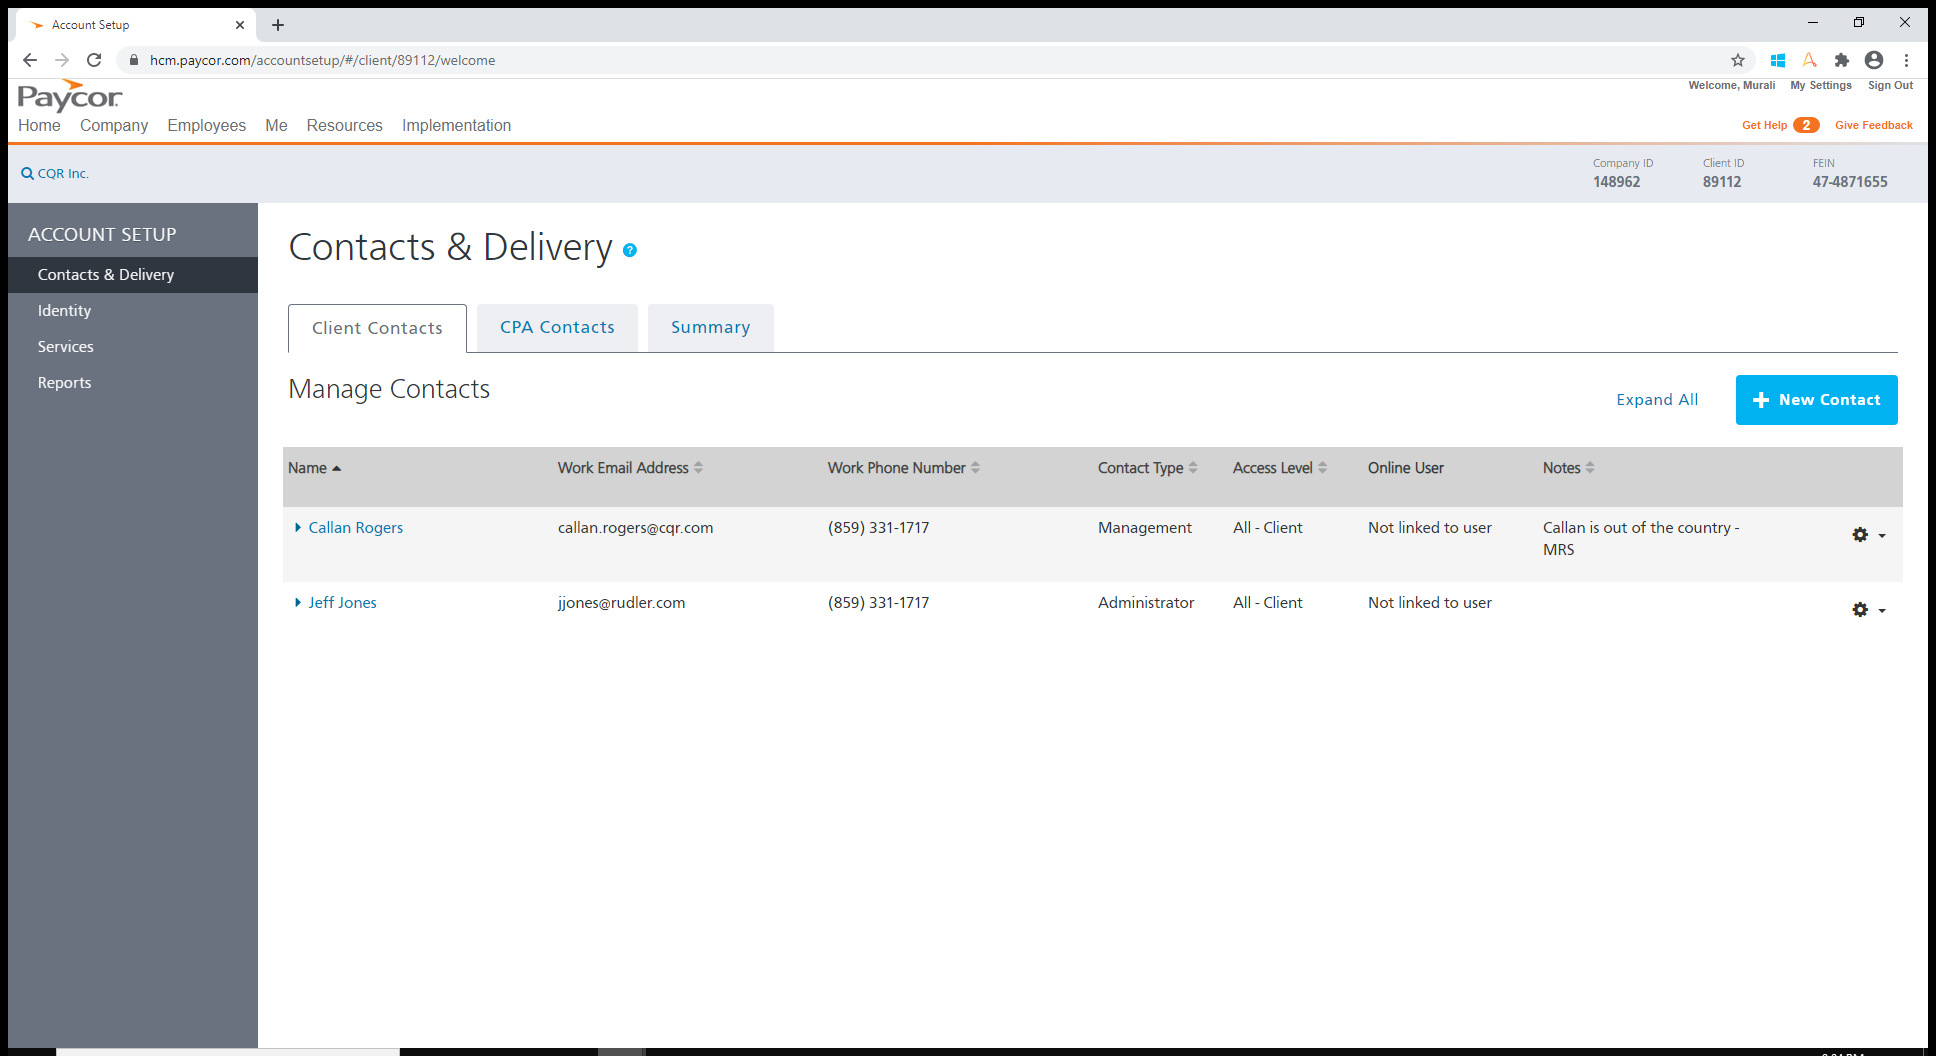 Account Setup
hcm.paycor.com/accountsetup/#/client/89112/welcome
Paycor
Welcome, Murali My Settings Sign Out
Home Company Employees Me Resources Implementation
Get Help 2 Give Feedback
CQR Inc.
Company ID Client ID FEIN
148962 89112 47-4871655
ACCOUNT SETUP
Contacts & Delivery
Identity
Services
Reports
Contacts & Delivery ?
Client Contacts CPA Contacts Summary
Manage Contacts
Expand All + New Contact
Name Work Email Address Work Phone Number Contact Type Access Level Online User Notes
Callan Rogers callan.rogers@cqr.com (859) 331-1717 Management All - Client Not linked to user Callan is out of the country -
MRS
Jeff Jones jjones@rudler.com (859) 331-1717 Administrator All - Client Not linked to user